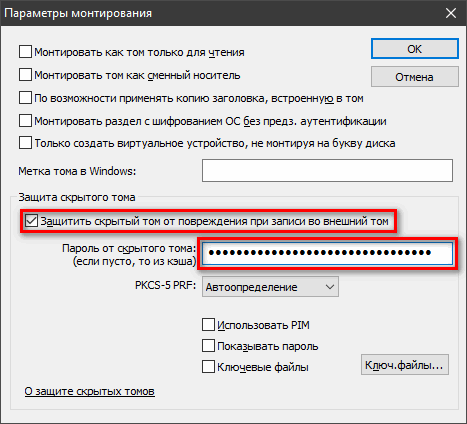 Параметры монтирования
Монтировать как том только для чтения
OK
Монтировать том как сменный носитель
Отмена
По возможности применять копию заголовка, встроенную в том
Монтировать раздел с шифрованием ОС без предз. аутентификации
Только создать виртуальное устройство, не монтируя на букву диска
Метка тома в Windows:
Защита скрытого тома
Защитить скрытый том от повреждения при записи во внешний том
Пароль от скрытого тома:
(если пусто, то из кэша)
PKCS-5 PRF: Автоопределение
Использовать PIM
Показывать пароль
Ключевые файлы
Ключ.файлы...
О защите скрытых томов